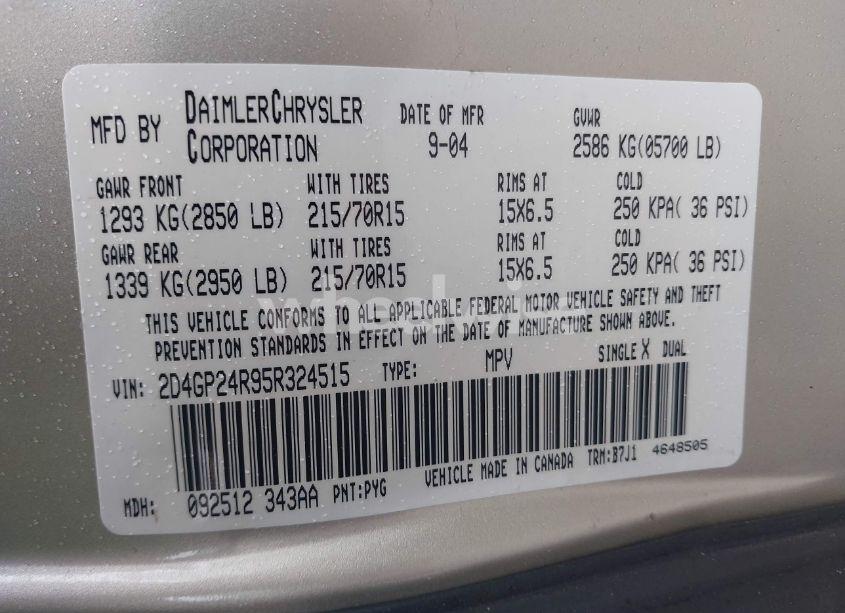 MFD BY DAIMLERCHRYSLER CORPORATION DATE OF MFR 9-04 GVWR 2586 KG(05700 LB)
GAWR FRONT WITH TIRES RIMS AT COLD
1293 KG(2850 LB) 215/70R15 15X6.5 250 KPA( 36 PSI)
GAWR REAR WITH TIRES RIMS AT COLD
1339 KG(2950 LB) 215/70R15 15X6.5 250 KPA( 36 PSI)
THIS VEHICLE CONFORMS TO ALL APPLICABLE FEDERAL MOTOR VEHICLE SAFETY AND THEFT
PREVENTION STANDARDS IN EFFECT ON THE DATE OF MANUFACTURE SHOWN ABOVE.
VIN: 2D4GP24R95R324515 TYPE: MPV SINGLE X DUAL
MDH: 092512 343AA PNT:PYG VEHICLE MADE IN CANADA TRM:B7J1 4648505